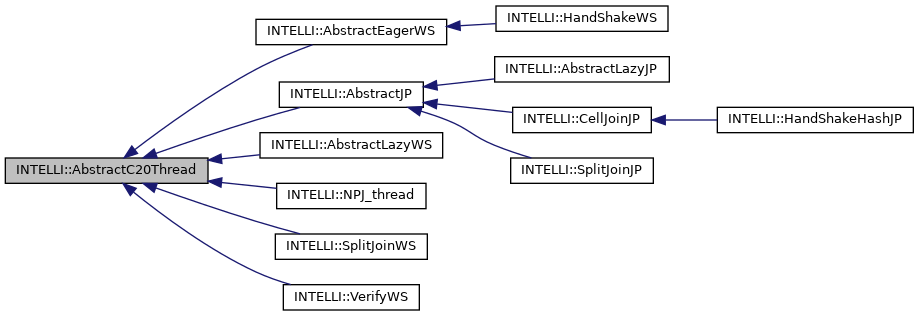 INTELLI::AbstractC20Thread
INTELLI::AbstractEagerWS
INTELLI::HandShakeWS
INTELLI::AbstractJP
INTELLI::AbstractLazyJP
INTELLI::CellJoinJP
INTELLI::HandShakeHashJP
INTELLI::SplitJoinJP
INTELLI::AbstractLazyWS
INTELLI::NPJ_thread
INTELLI::SplitJoinWS
INTELLI::VerifyWS